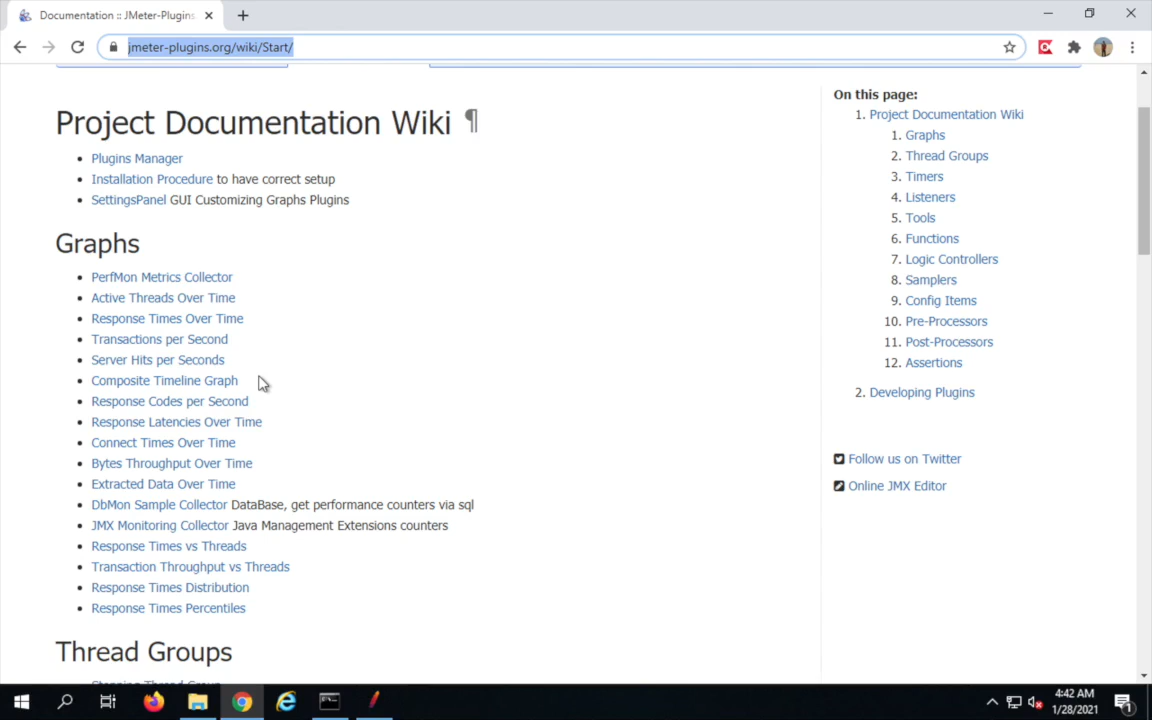 Documentation :: JMeter-Plugins
jmeter-plugins.org/wiki/Start/
Project Documentation Wiki ¶
Plugins Manager
Installation Procedure to have correct setup
SettingsPanel GUI Customizing Graphs Plugins
Graphs
PerfMon Metrics Collector
Active Threads Over Time
Response Times Over Time
Transactions per Second
Server Hits per Seconds
Composite Timeline Graph
Response Codes per Second
Response Latencies Over Time
Connect Times Over Time
Bytes Throughput Over Time
Extracted Data Over Time
DbMon Sample Collector DataBase, get performance counters via sql
JMX Monitoring Collector Java Management Extensions counters
Response Times vs Threads
Transaction Throughput vs Threads
Response Times Distribution
Response Times Percentiles
Thread Groups
On this page:
1. Project Documentation Wiki
1. Graphs
2. Thread Groups
3. Timers
4. Listeners
5. Tools
6. Functions
7. Logic Controllers
8. Samplers
9. Config Items
10. Pre-Processors
11. Post-Processors
12. Assertions
2. Developing Plugins
Follow us on Twitter
Online JMX Editor
4:42 AM
1/28/2021
1